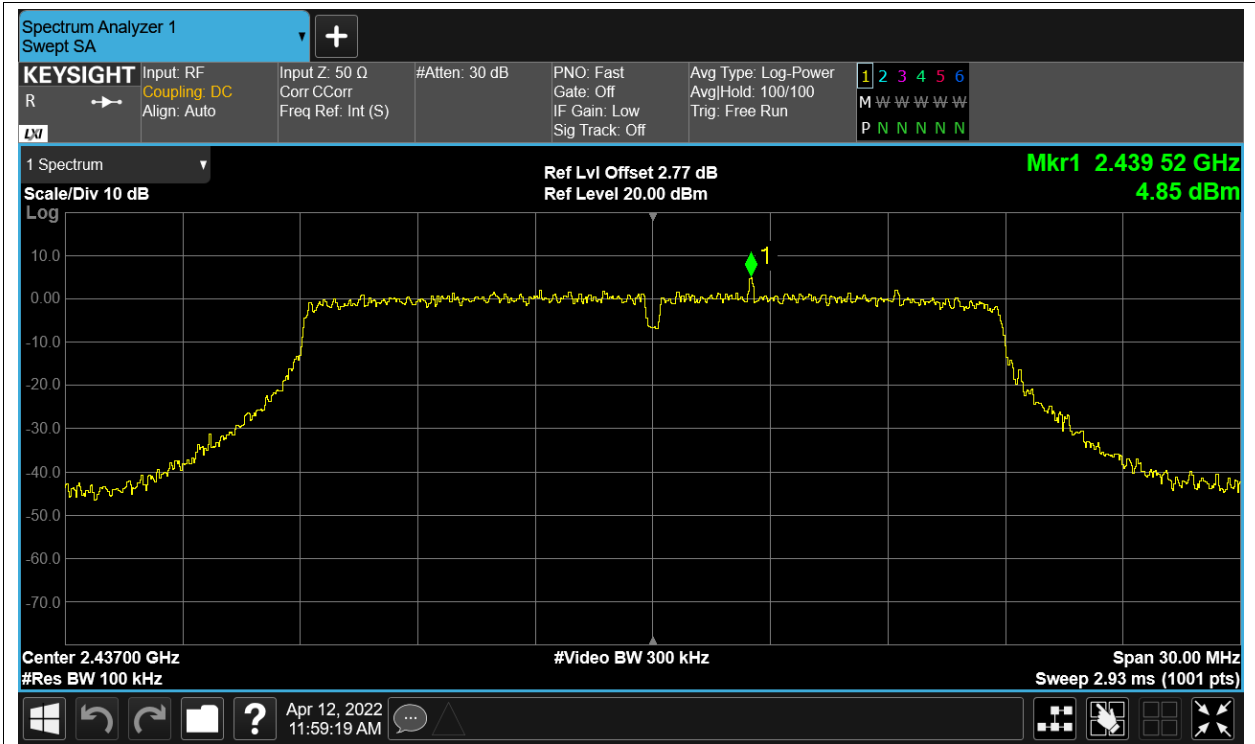 Spectrum Analyzer 1
Swept SA
+
KEYSIGHT
R
LXI
Input: RF
Coupling: DC
Align: Auto
Input Z: 50 Ω
Corr CCorr
Freq Ref: Int (S)
#Atten: 30 dB
PNO: Fast
Gate: Off
IF Gain: Low
Sig Track: Off
Avg Type: Log-Power
Avg|Hold: 100/100
Trig: Free Run
1 2 3 4 5 6
M W W W W W
P N N N N N
1 Spectrum
Scale/Div 10 dB
Log
Ref Lvl Offset 2.77 dB
Ref Level 20.00 dBm
Mkr1 2.439 52 GHz
4.85 dBm
1
10.0
0.00
-10.0
-20.0
-30.0
-40.0
-50.0
-60.0
-70.0
Center 2.43700 GHz
#Res BW 100 kHz
#Video BW 300 kHz
Span 30.00 MHz
Sweep 2.93 ms (1001 pts)
?
Apr 12, 2022
11:59:19 AM